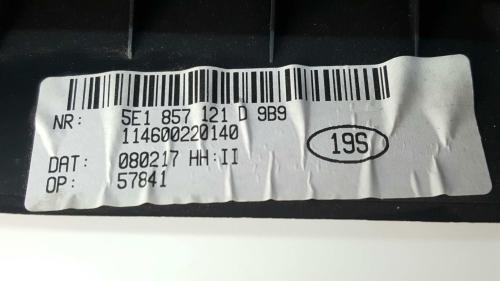 NR: 5E1 857 121 D 9B9
114600220140
19S
DAT: 080217 HH:II
OP: 57841